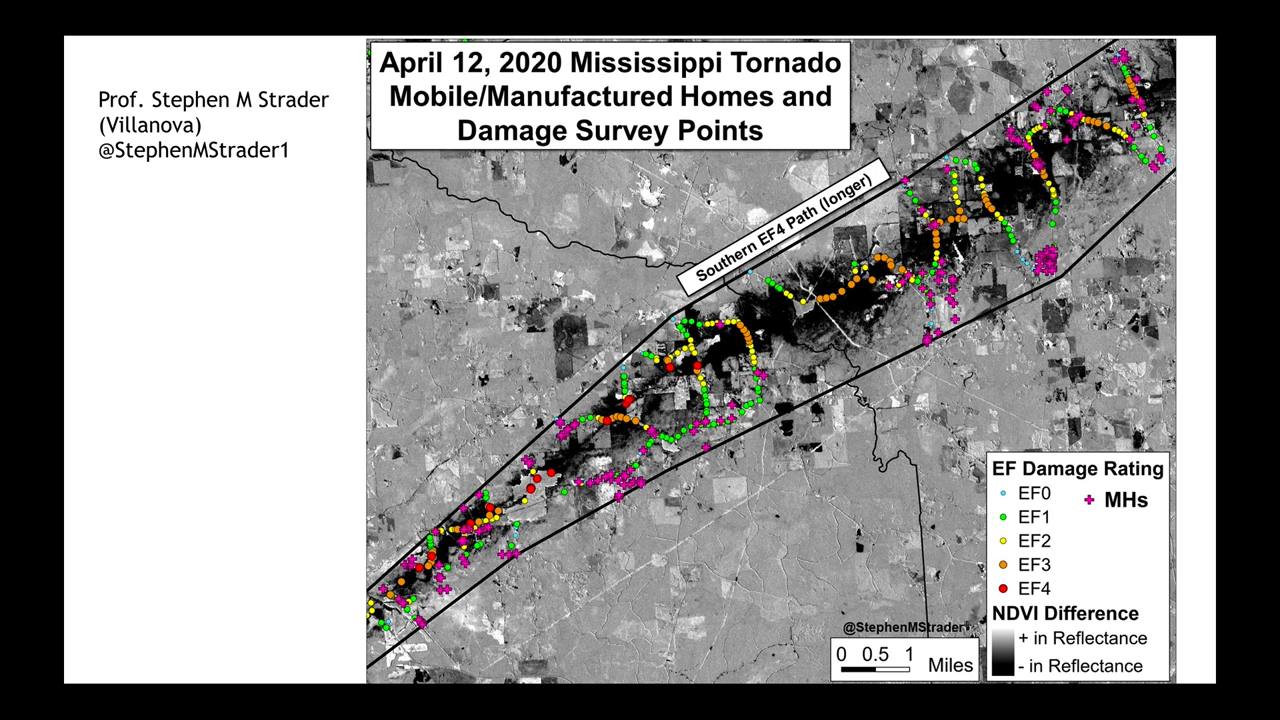 Prof. Stephen M Strader
(Villanova)
@StephenMStrader1
April 12, 2020 Mississippi Tornado
Mobile/Manufactured Homes and
Damage Survey Points
Southern EF4 Path (longer)
EF Damage Rating
EF0
EF1
EF2
EF3
EF4
MHs
NDVI Difference
+ in Reflectance
- in Reflectance
@StephenMStrader1
0 0.5 1
Miles